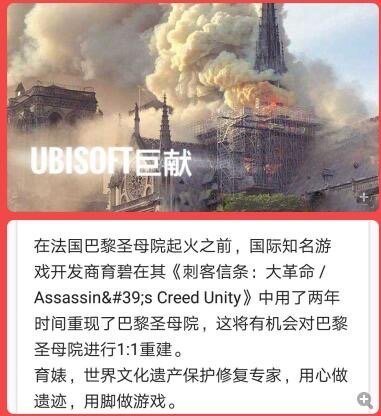 UBISOFT巨献
在法国巴黎圣母院起火之前，国际知名游
戏开发商育碧在其《刺客信条：大革命 /
Assassin&#39;s Creed Unity》中用了两年
时间重现了巴黎圣母院，这将有机会对巴黎
圣母院进行1:1重建。
育婊，世界文化遗产保护修复专家，用心做
遗迹，用脚做游戏。